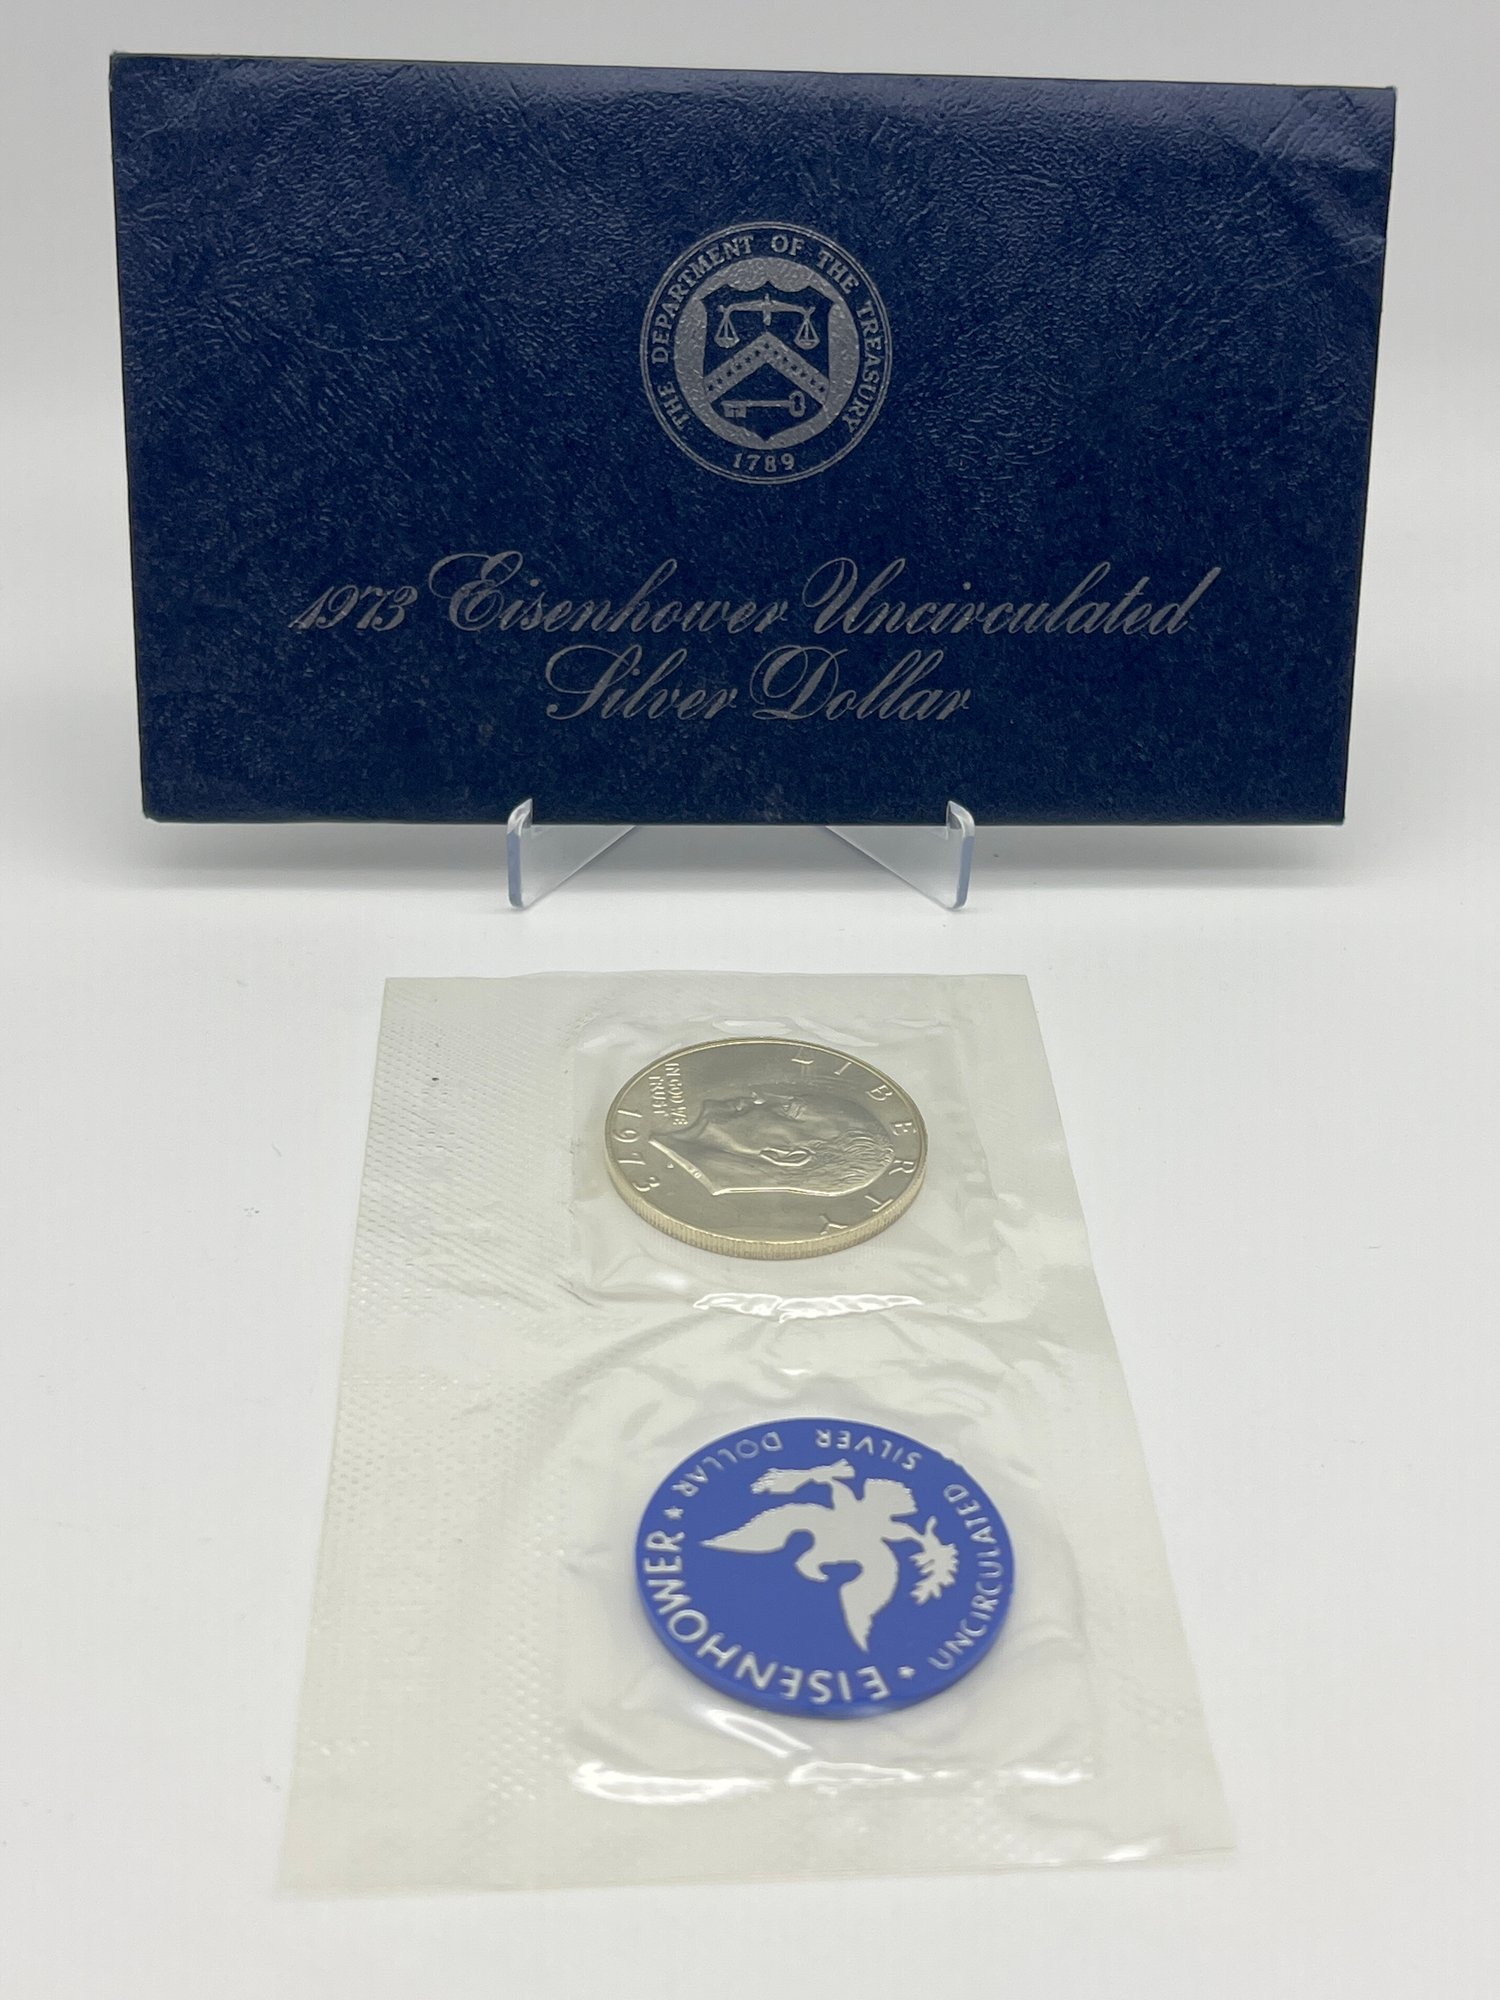 THE DEPARTMENT OF THE TREASURY
1789
1973 Eisenhower Uncirculated
Silver Dollar
LIBERTY
IN GOD WE
TRUST
1973
EISENHOWER
UNCIRCULATED SILVER DOLLAR